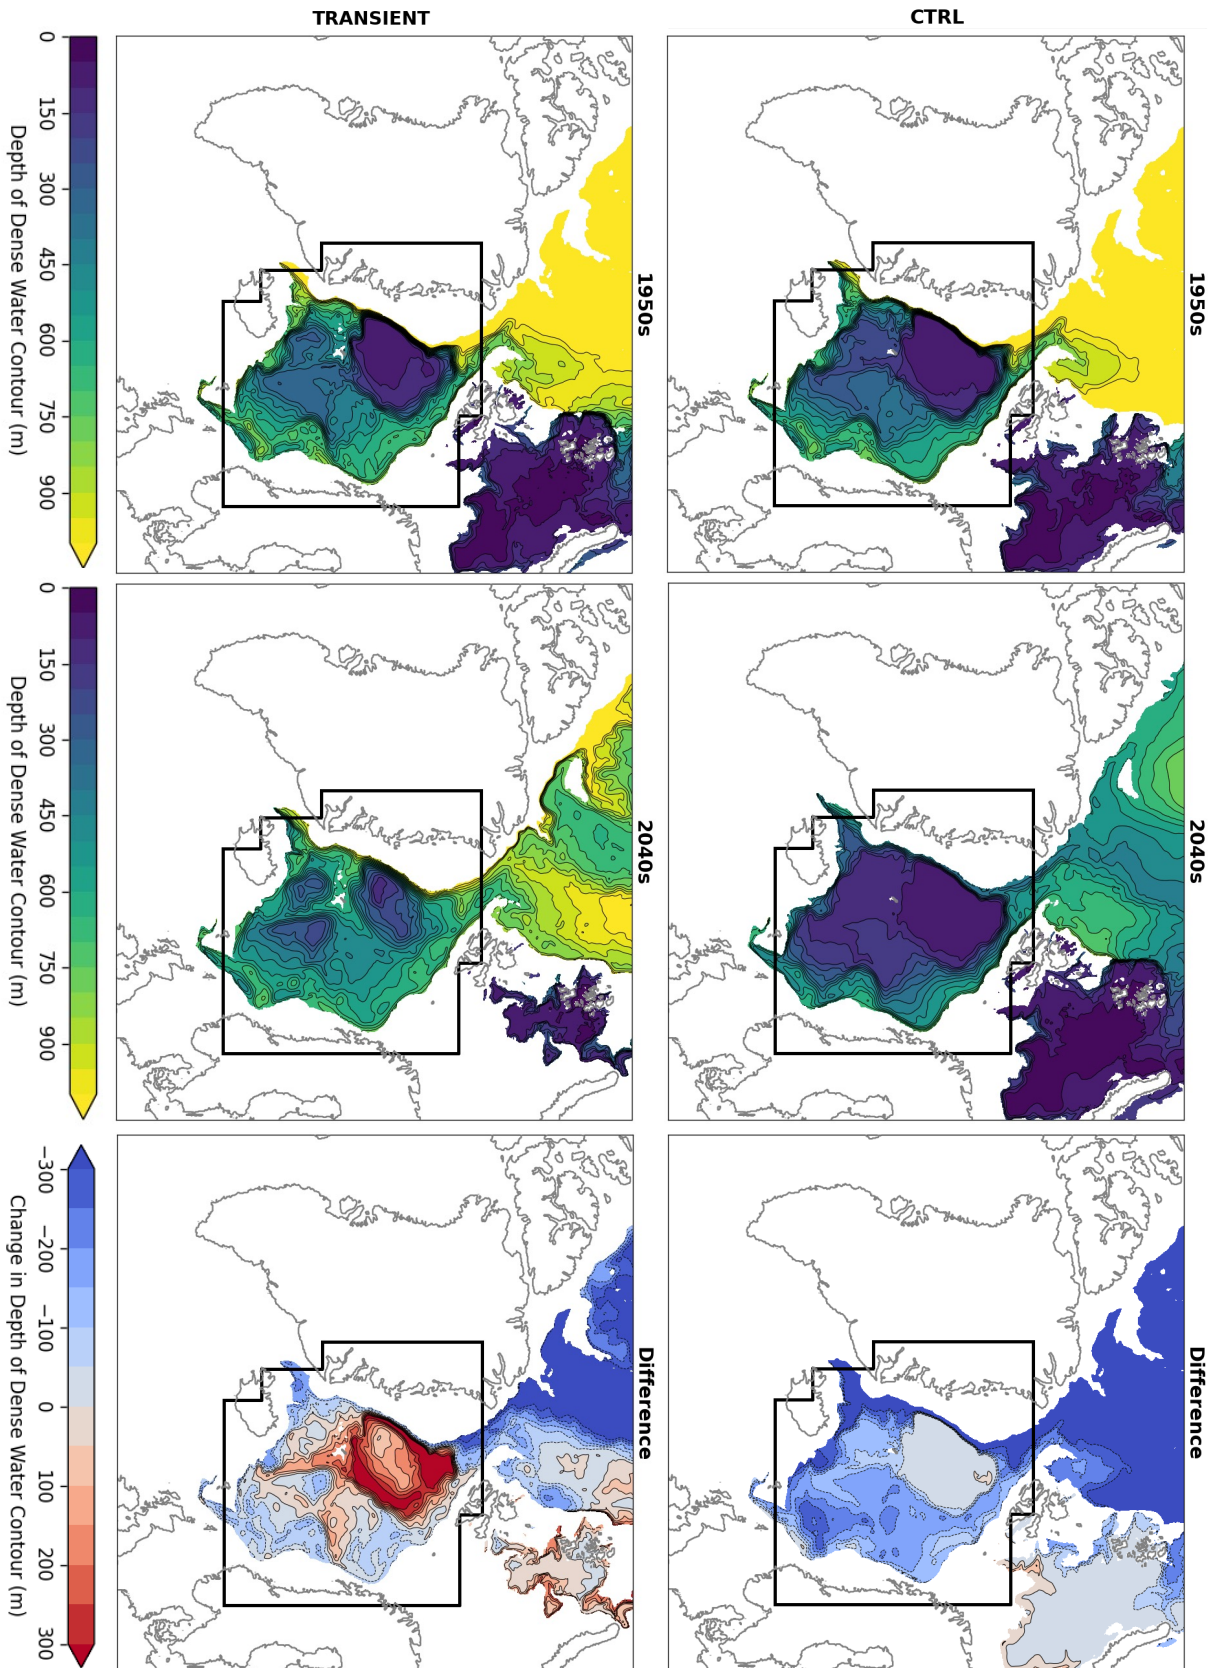 TRANSIENT
CTRL
1950s
1950s
0
150
300
450
600
750
900
Depth of Dense Water Contour (m)
2040s
2040s
0
150
300
450
600
750
900
Depth of Dense Water Contour (m)
Difference
Difference
−300
−200
−100
0
100
200
300
Change in Depth of Dense Water Contour (m)